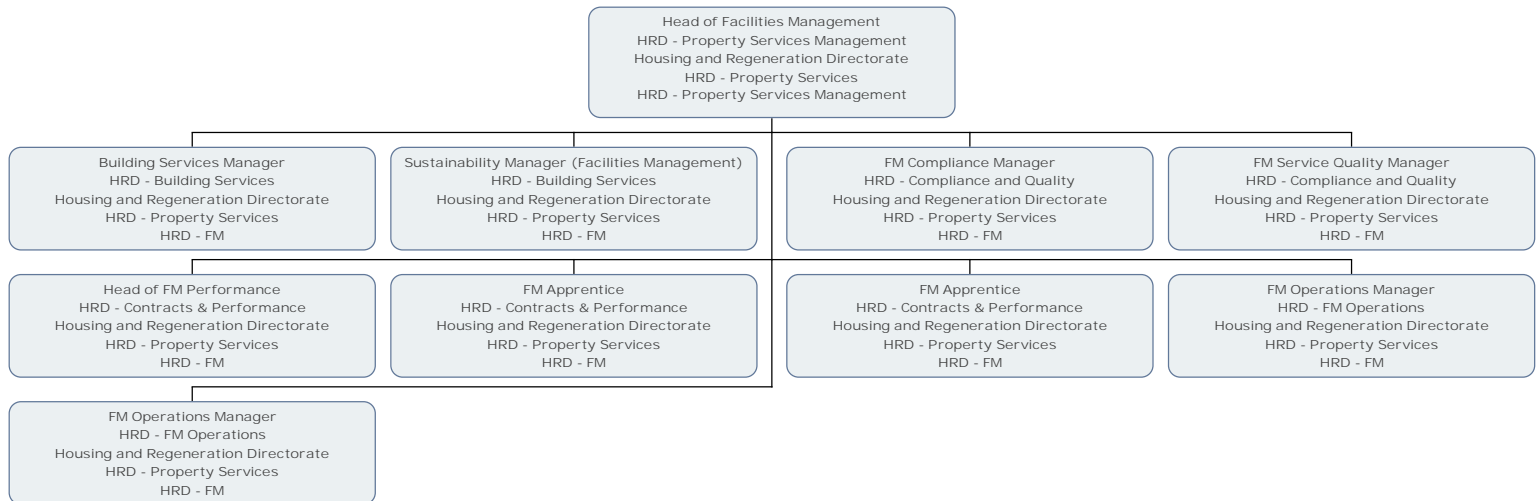 Head of Facilities Management
HRD - Property Services Management
Housing and Regeneration Directorate
HRD - Property Services
HRD - Property Services Management
Building Services Manager
HRD - Building Services
Housing and Regeneration Directorate
HRD - Property Services
HRD - FM
Sustainability Manager (Facilities Management)
HRD - Building Services
Housing and Regeneration Directorate
HRD - Property Services
HRD - FM
FM Compliance Manager
HRD - Compliance and Quality
Housing and Regeneration Directorate
HRD - Property Services
HRD - FM
FM Service Quality Manager
HRD - Compliance and Quality
Housing and Regeneration Directorate
HRD - Property Services
HRD - FM
Head of FM Performance
HRD - Contracts & Performance
Housing and Regeneration Directorate
HRD - Property Services
HRD - FM
FM Apprentice
HRD - Contracts & Performance
Housing and Regeneration Directorate
HRD - Property Services
HRD - FM
FM Apprentice
HRD - Contracts & Performance
Housing and Regeneration Directorate
HRD - Property Services
HRD - FM
FM Operations Manager
HRD - FM Operations
Housing and Regeneration Directorate
HRD - Property Services
HRD - FM
FM Operations Manager
HRD - FM Operations
Housing and Regeneration Directorate
HRD - Property Services
HRD - FM